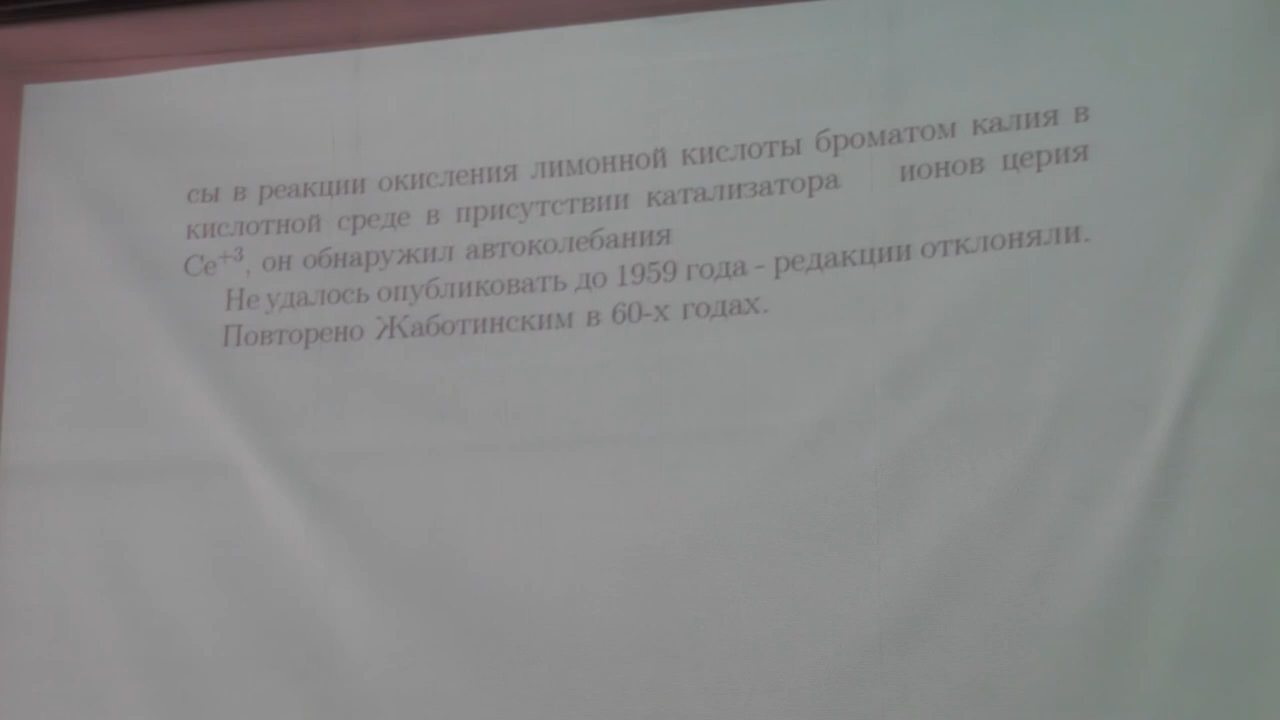 сы в реакции окисления лимонной кислоты броматом калия в
кислотной среде в присутствии катализатора ионов церия
Ce⁺³, он обнаружил автоколебания
Не удалось опубликовать до 1959 года - редакции отклоняли.
Повторено Жаботинским в 60-х годах.